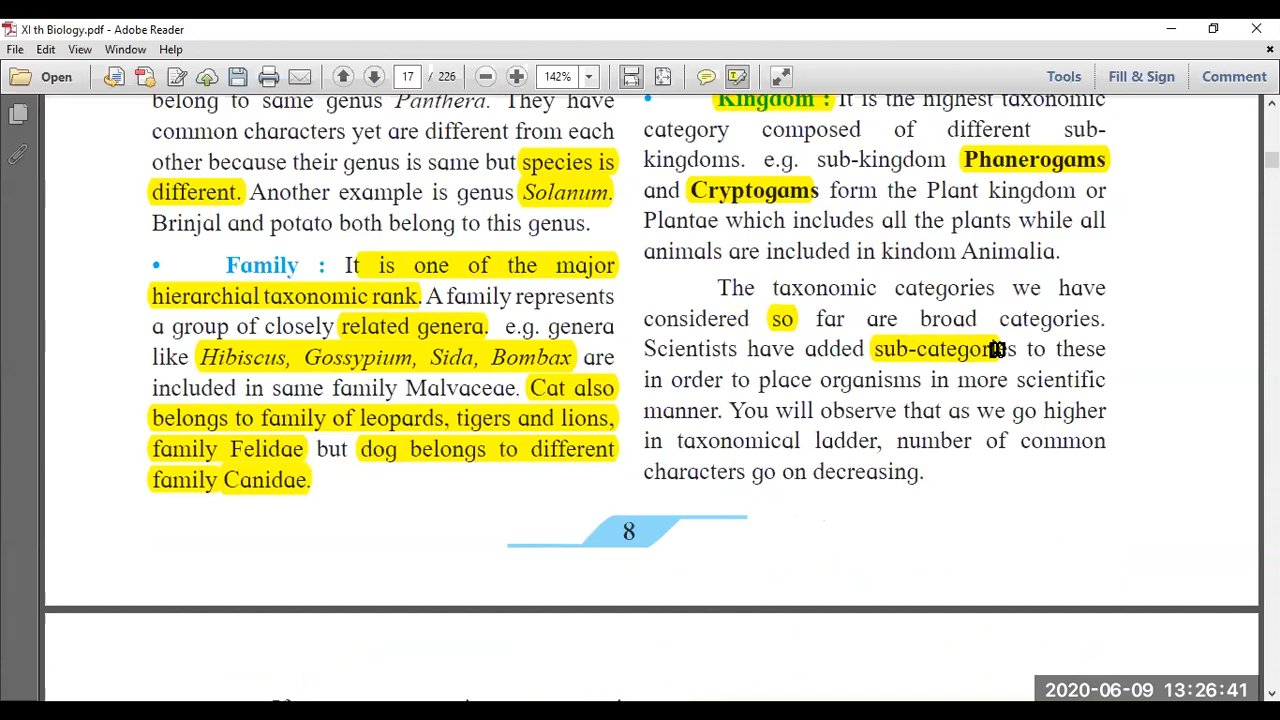 XI th Biology.pdf - Adobe Reader
File Edit View Window Help
Open 17 / 226 142% Tools Fill & Sign Comment
belong to same genus Panthera. They have
common characters yet are different from each
other because their genus is same but species is
different. Another example is genus Solanum.
Brinjal and potato both belong to this genus.
• Family : It is one of the major
hierarchial taxonomic rank. A family represents
a group of closely related genera. e.g. genera
like Hibiscus, Gossypium, Sida, Bombax are
included in same family Malvaceae. Cat also
belongs to family of leopards, tigers and lions,
family Felidae but dog belongs to different
family Canidae.
• Kingdom : It is the highest taxonomic
category composed of different sub-
kingdoms. e.g. sub-kingdom Phanerogams
and Cryptogams form the Plant kingdom or
Plantae which includes all the plants while all
animals are included in kindom Animalia.
The taxonomic categories we have
considered so far are broad categories.
Scientists have added sub-categories to these
in order to place organisms in more scientific
manner. You will observe that as we go higher
in taxonomical ladder, number of common
characters go on decreasing.
8
2020-06-09 13:26:41